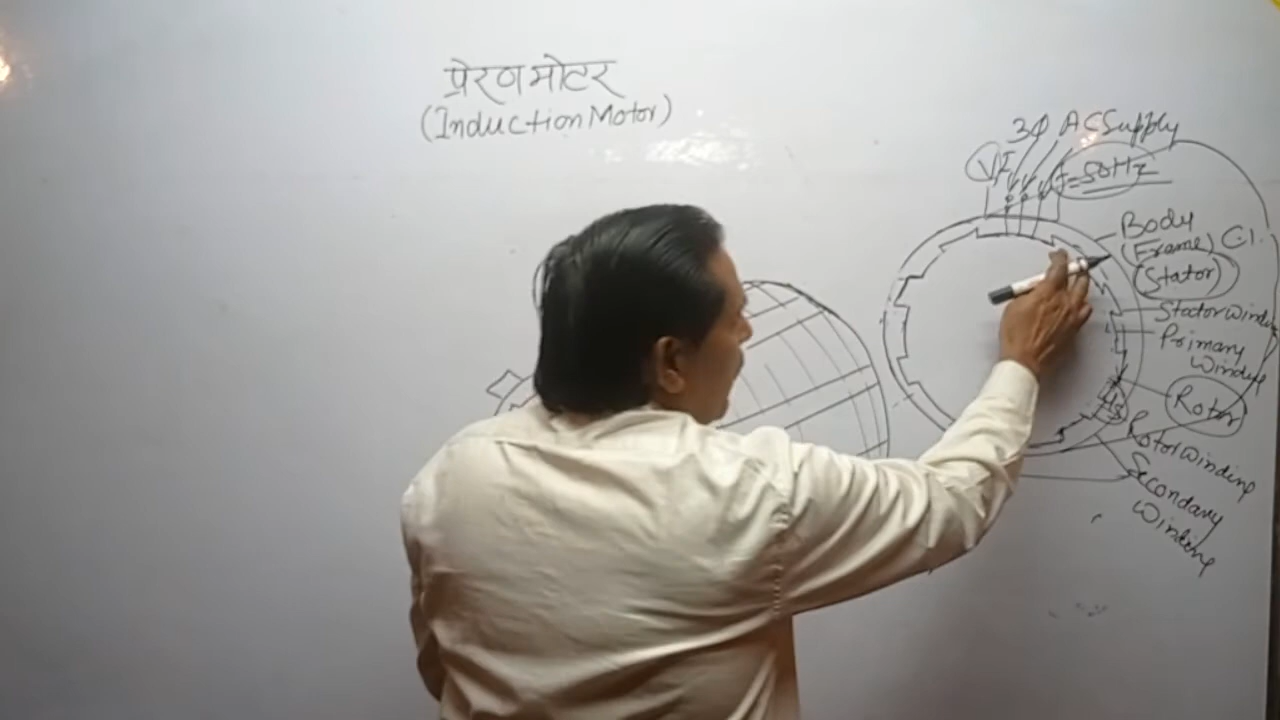 प्रेरण मोटर
(Induction Motor)
3Φ AC Supply
V, I
f=50Hz
Body
(Frame) C.I.
(Stator)
Stator Winding
Primary
Winding
Rotor
Rotor Winding
Secondary
Winding